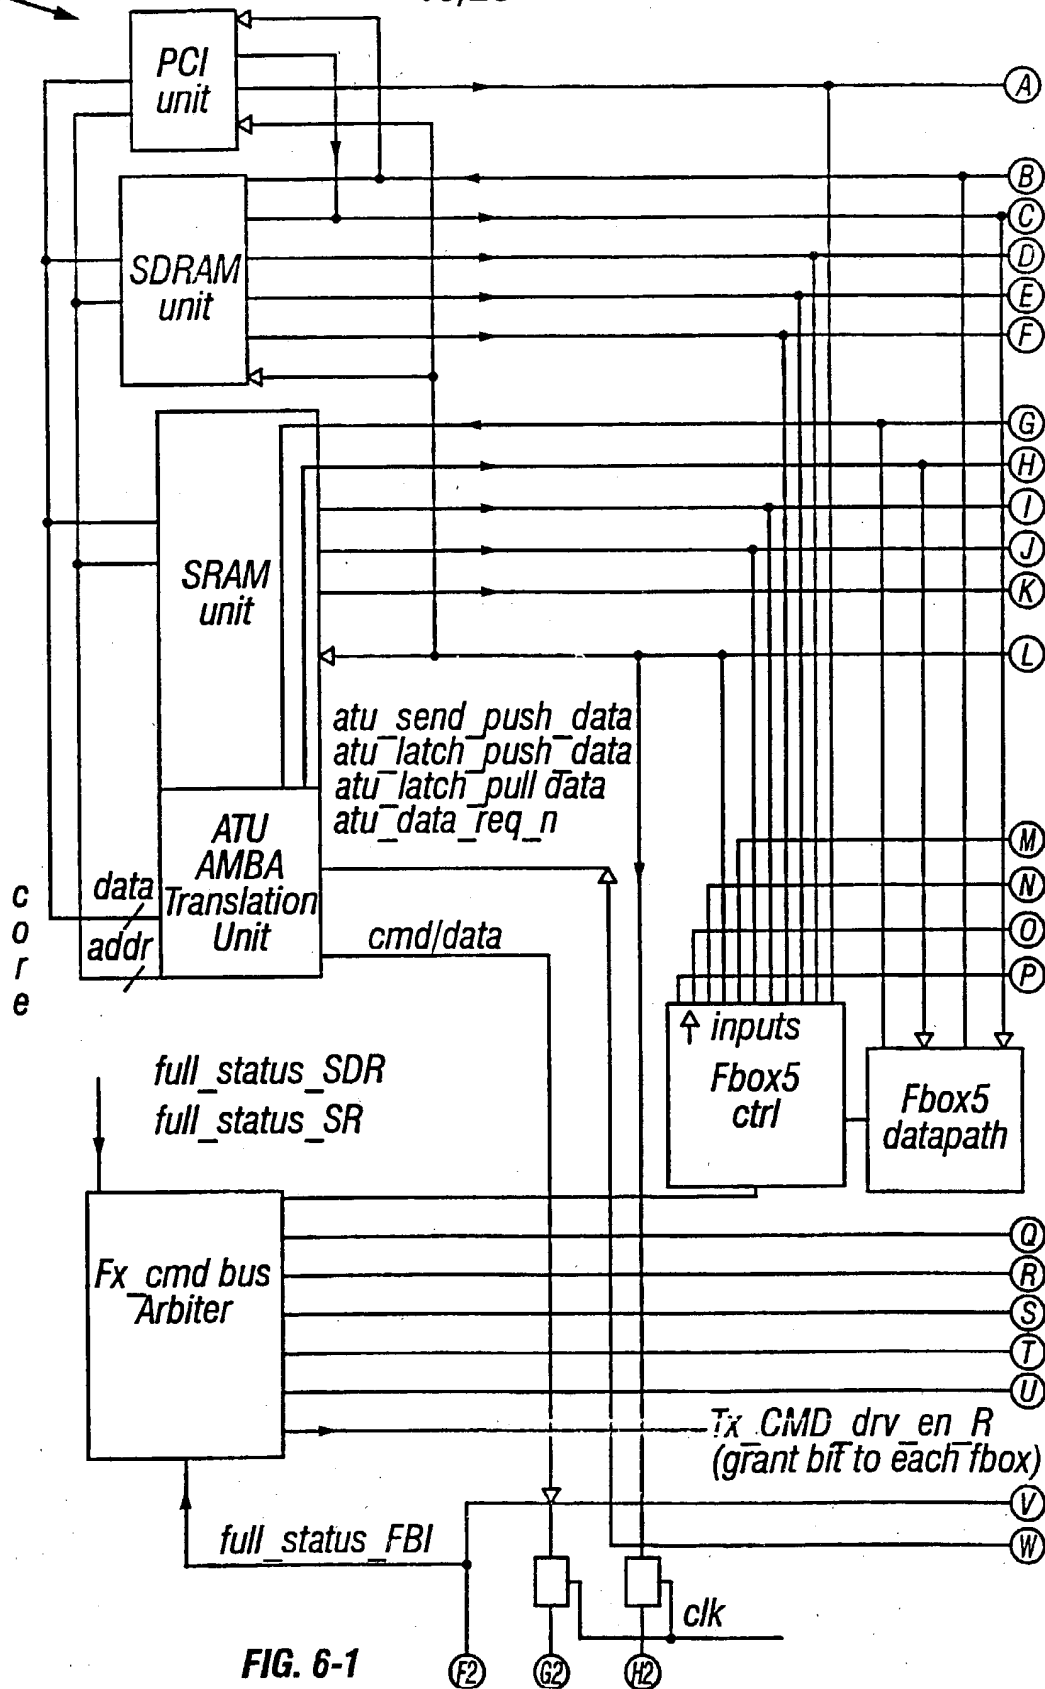 PCI
unit
A
B
C
SDRAM
unit
D
E
F
G
H
I
SRAM
unit
J
K
L
atu_send_push_data
atu_latch_push_data
atu_latch_pull data
atu_data_req_n
ATU
AMBA
Translation
Unit
M
N
O
P
core
data
addr
cmd/data
inputs
Fbox5
ctrl
Fbox5
datapath
full_status_SDR
full_status_SR
Fx_cmd bus
Arbiter
Q
R
S
T
U
Tx_CMD_drv_en_R
(grant bit to each fbox)
V
full_status_FBI
W
clk
FIG. 6-1
F2
G2
H2